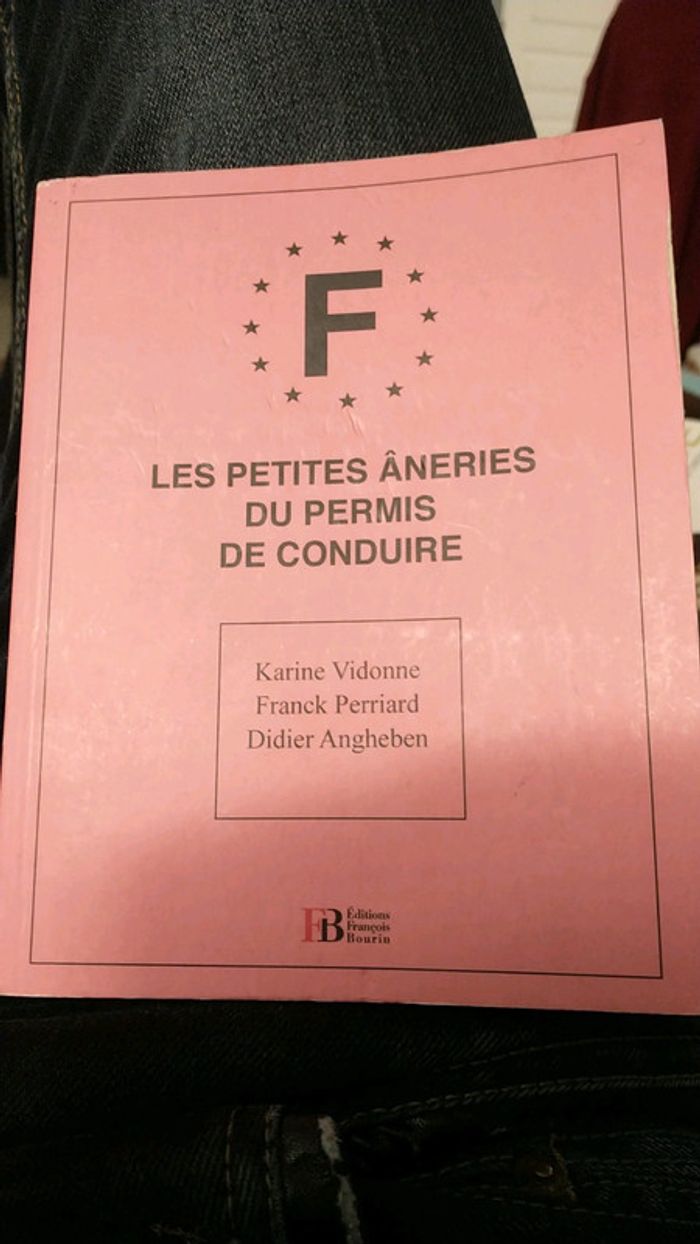 F
LES PETITES ÂNERIES
DU PERMIS
DE CONDUIRE
Karine Vidonne
Franck Perriard
Didier Angheben
FB
Éditions
François
Bourin